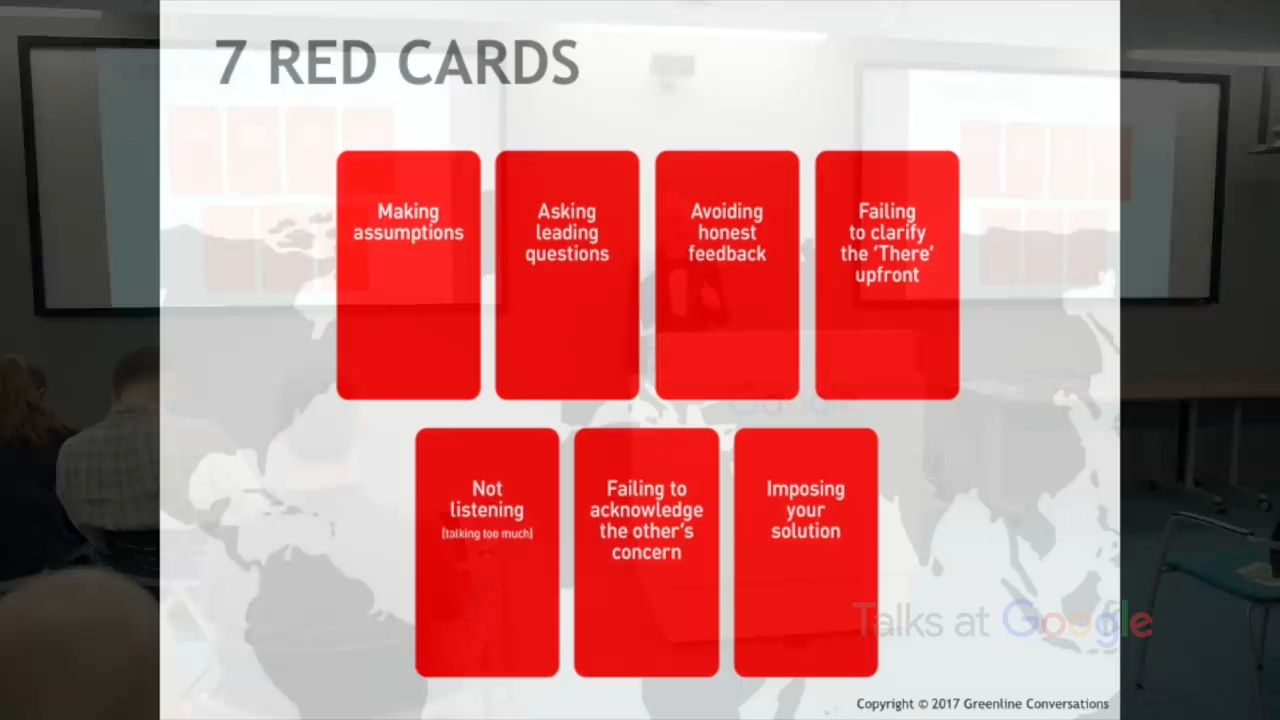 7 RED CARDS
Making
assumptions
Asking
leading
questions
Avoiding
honest
feedback
Failing
to clarify
the ‘There’
upfront
Not
listening
[talking too much]
Failing to
acknowledge
the other’s
concern
Imposing
your
solution
Talks at Google
Copyright © 2017 Greenline Conversations